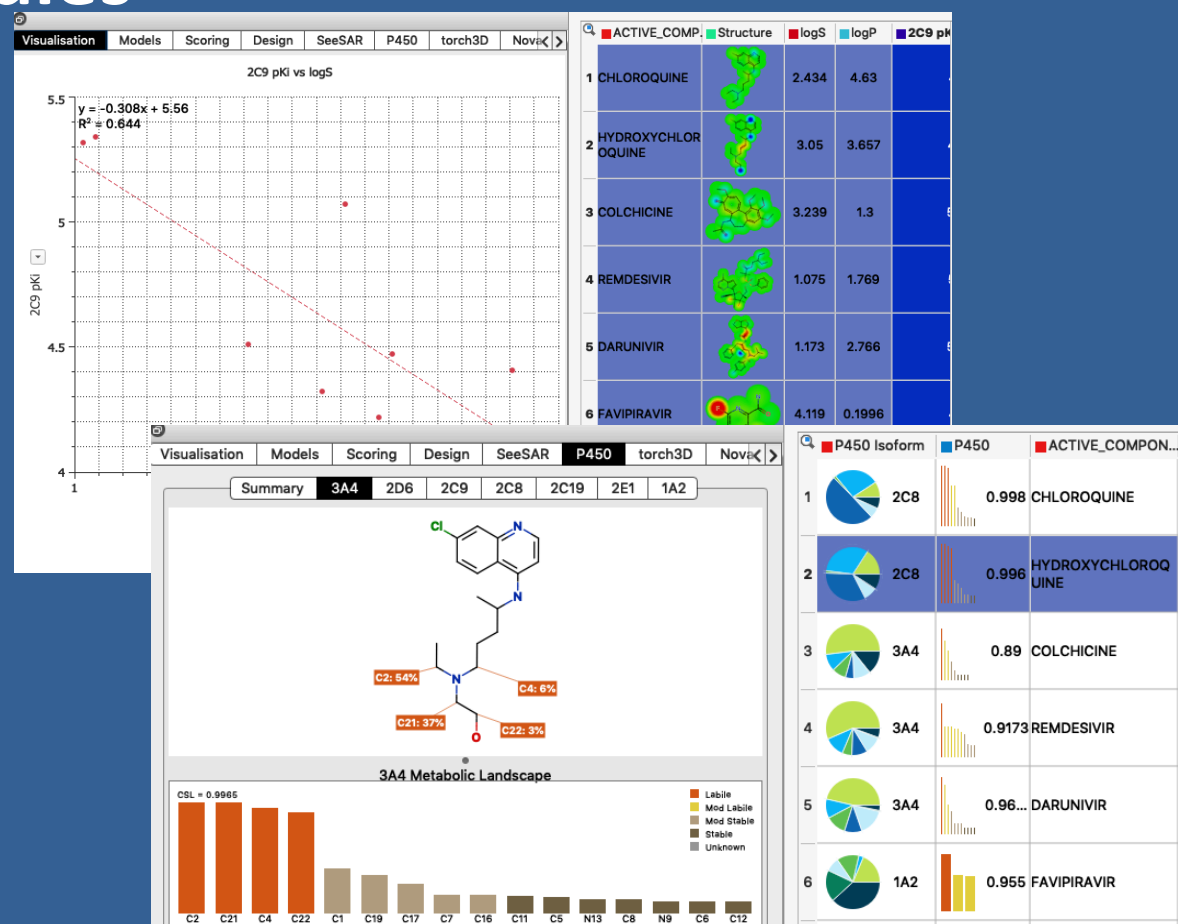 Visualisation Models Scoring Design SeeSAR P450 torch3D Nova
2C9 pKi vs logS
y = -0.308x + 5.56
R² = 0.644
5.5
5
4.5
4
2C9 pKi
1
ACTIVE_COMP. Structure logS logP 2C9 pK
1 CHLOROQUINE 2.434 4.63
2 HYDROXYCHLOR
OQUINE 3.05 3.657
3 COLCHICINE 3.239 1.3
4 REMDESIVIR 1.075 1.769
5 DARUNIVIR 1.173 2.766
6 FAVIPIRAVIR F 4.119 0.1996
Visualisation Models Scoring Design SeeSAR P450 torch3D Nova
Summary 3A4 2D6 2C9 2C8 2C19 2E1 1A2
Cl
N
N
N
O
C2: 54%
C4: 6%
C21: 37%
C22: 3%
3A4 Metabolic Landscape
CSL = 0.9965
Labile
Mod Labile
Mod Stable
Stable
Unknown
C2 C21 C4 C22 C1 C19 C17 C7 C16 C11 C5 N13 C8 N9 C6 C12
P450 Isoform P450 ACTIVE_COMPON...
1 2C8 0.998 CHLOROQUINE
2 2C8 0.996 HYDROXYCHLOROQ
UINE
3 3A4 0.89 COLCHICINE
4 3A4 0.9173 REMDESIVIR
5 3A4 0.96... DARUNIVIR
6 1A2 0.955 FAVIPIRAVIR